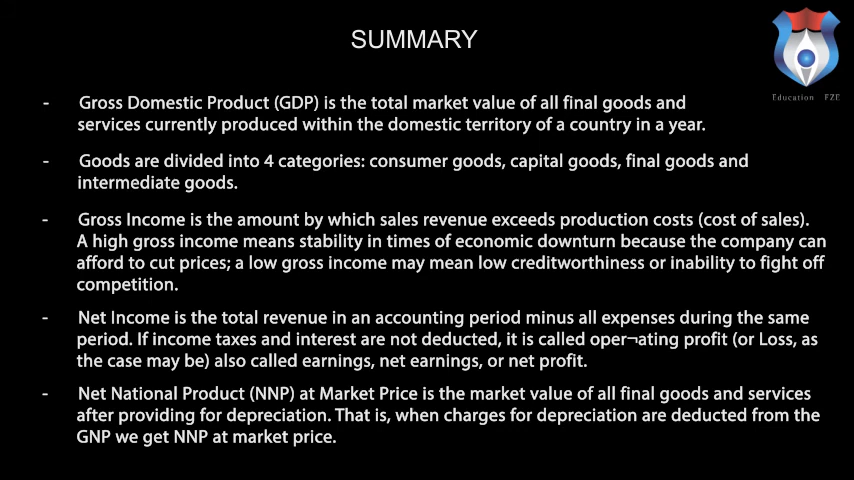 SUMMARY
Education FZE
- Gross Domestic Product (GDP) is the total market value of all final goods and
services currently produced within the domestic territory of a country in a year.
- Goods are divided into 4 categories: consumer goods, capital goods, final goods and
intermediate goods.
- Gross Income is the amount by which sales revenue exceeds production costs (cost of sales).
A high gross income means stability in times of economic downturn because the company can
afford to cut prices; a low gross income may mean low creditworthiness or inability to fight off
competition.
- Net Income is the total revenue in an accounting period minus all expenses during the same
period. If income taxes and interest are not deducted, it is called oper¬ating profit (or Loss, as
the case may be) also called earnings, net earnings, or net profit.
- Net National Product (NNP) at Market Price is the market value of all final goods and services
after providing for depreciation. That is, when charges for depreciation are deducted from the
GNP we get NNP at market price.